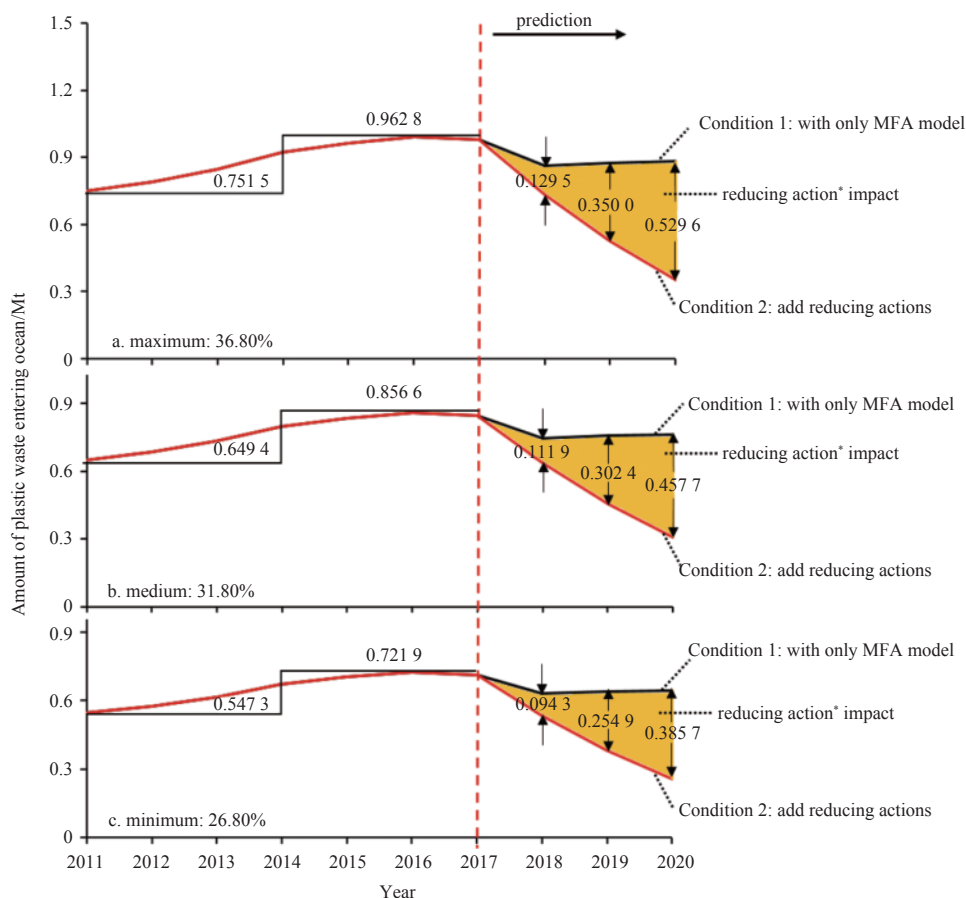 Amount of plastic waste entering ocean/Mt
1.5
1.2
0.9
0.6
0.3
0
prediction
0.962 8
0.751 5
0.129 5
0.350 0
0.529 6
Condition 1: with only MFA model
reducing action* impact
Condition 2: add reducing actions
a. maximum: 36.80%
0.9
0.6
0.3
0
0.856 6
0.649 4
0.111 9
0.302 4
0.457 7
Condition 1: with only MFA model
reducing action* impact
Condition 2: add reducing actions
b. medium: 31.80%
0.9
0.6
0.3
0
0.721 9
0.547 3
0.094 3
0.254 9
0.385 7
Condition 1: with only MFA model
reducing action* impact
Condition 2: add reducing actions
c. minimum: 26.80%
2011 2012 2013 2014 2015 2016 2017 2018 2019 2020
Year